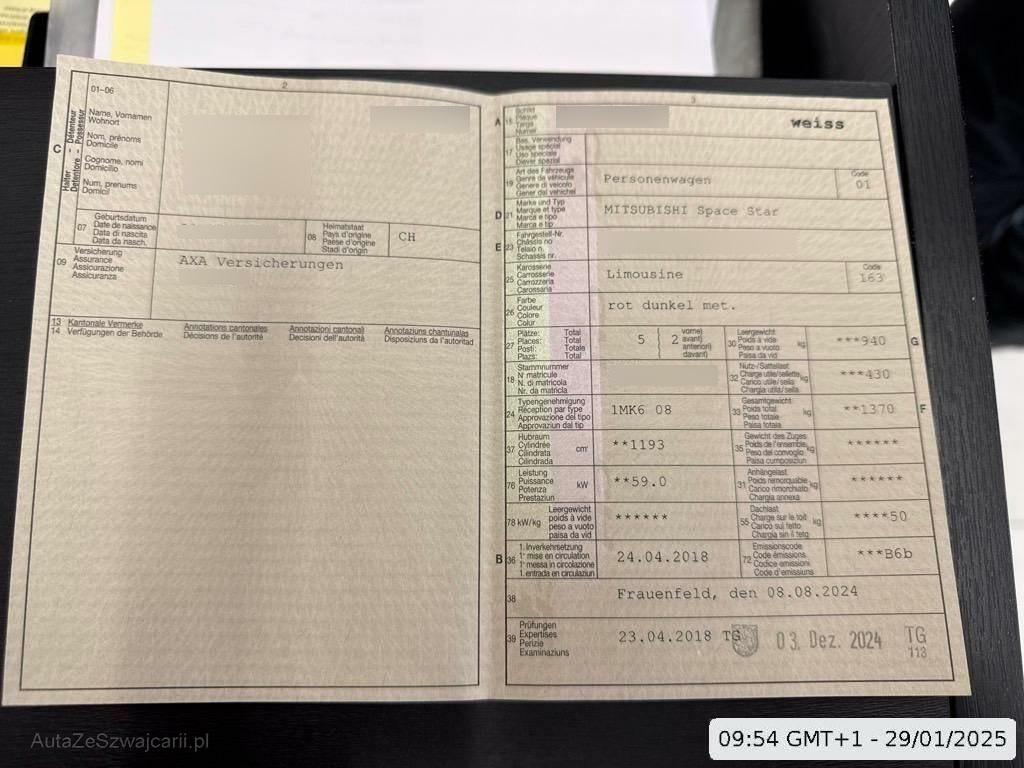 2
01-06
Name, Vornamen
Wohnort
Nom, prénoms
Domicile
Cognome, nomi
Domicilio
Num, prenums
Domicil
C
Halter - Détenteur
Detentore - Possessur
07
Geburtsdatum
Date de naissance
Data di nascita
Data da nasch.
08
Heimatstaat
Pays d'origine
Paese d'origine
Stadi d'origin
CH
09
Versicherung
Assurance
Assicurazione
Assicuranza
AXA Versicherungen
13 Kantonale Vermerke
14 Verfügungen der Behörde
Annotations cantonales
Décisions de l'autorité
Annotazioni cantonali
Decisioni dell'autorità
Annotaziuns chantunalas
Disposiziuns da l'autoritad
3
A 15
Schild
Plaque
Targa
Numer
weiss
17
Bes. Verwendung
Usage spécial
Uso speciale
Diever spezial
19
Art des Fahrzeugs
Genre de véhicule
Genere di veicolo
Gener dal vehichel
Personenwagen
Code
01
D 21
Marke und Typ
Marque et type
Marca e tipo
Marca e tip
MITSUBISHI Space Star
E 23
Fahrgestell-Nr.
Châssis no
Telaio n.
Schassis nr.
25
Karosserie
Carrosserie
Carrozzeria
Carossaria
Limousine
Code
163
26
Farbe
Couleur
Colore
Colur
rot dunkel met.
27
Plätze: Total
Places: Total
Posti: Totale
Plazs: Total
5
2
vorne)
avant)
anteriori)
davant)
30
Leergewicht
Poids à vide
Peso a vuoto
Paisa da vid
kg
***940
G
18
Stammnummer
N matricule
N. di matricola
Nr. da matricla
32
Nutz-/Sattellast
Charge utile/sellette
Carico utile/sella
Chargia utila/sella
kg
***430
24
Typengenehmigung
Réception par type
Approvazione del tipo
Approvaziun dal tip
1MK6 08
33
Gesamtgewicht
Poids total
Peso totale
Paisa totala
kg
**1370
F
37
Hubraum
Cylindrée
Cilindrata
Cilindrada
cm³
**1193
35
Gewicht des Zuges
Poids de l'ensemble
Peso del convoglio
Paisa cumposiziun
kg
******
76
Leistung
Puissance
Potenza
Prestaziun
kW
**59.0
31
Anhängelast
Poids remorquable
Carico rimorchiato
Chargia annexa
kg
******
78 kW/kg
Leergewicht
poids à vide
peso a vuoto
paisa da vid
******
55
Dachlast
Charge sur le toit
Carico sul tetto
Chargia sin il tetg
kg
****50
B 36
1. Inverkehrsetzung
1re mise en circulation
1a messa in circolazione
1. entrada en circulaziun
24.04.2018
72
Emissionscode
Code émissions
Codice emissioni
Code d'emissiuns
***B6b
38
Frauenfeld, den 08.08.2024
39
Prüfungen
Expertises
Perizie
Examinaziuns
23.04.2018 TG
03. Dez. 2024
TG
113
AutaZeSzwajcarii.pl
09:54 GMT+1 - 29/01/2025